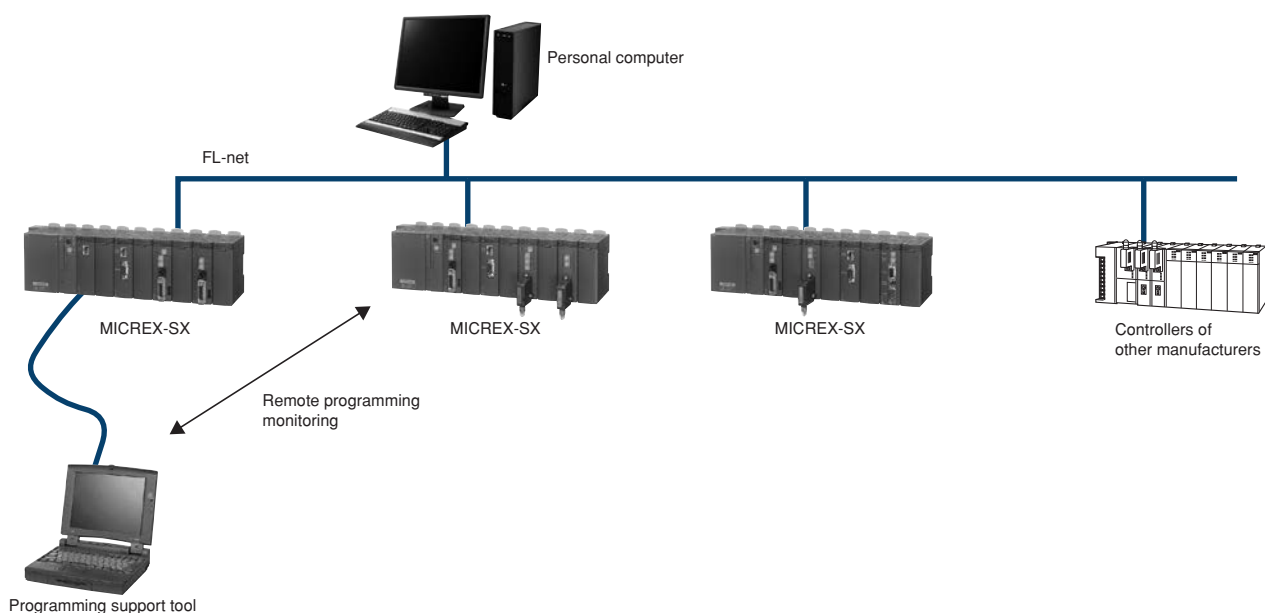 Personal computer
FL-net
MICREX-SX
MICREX-SX
MICREX-SX
Controllers of
other manufacturers
Remote programming
monitoring
Programming support tool